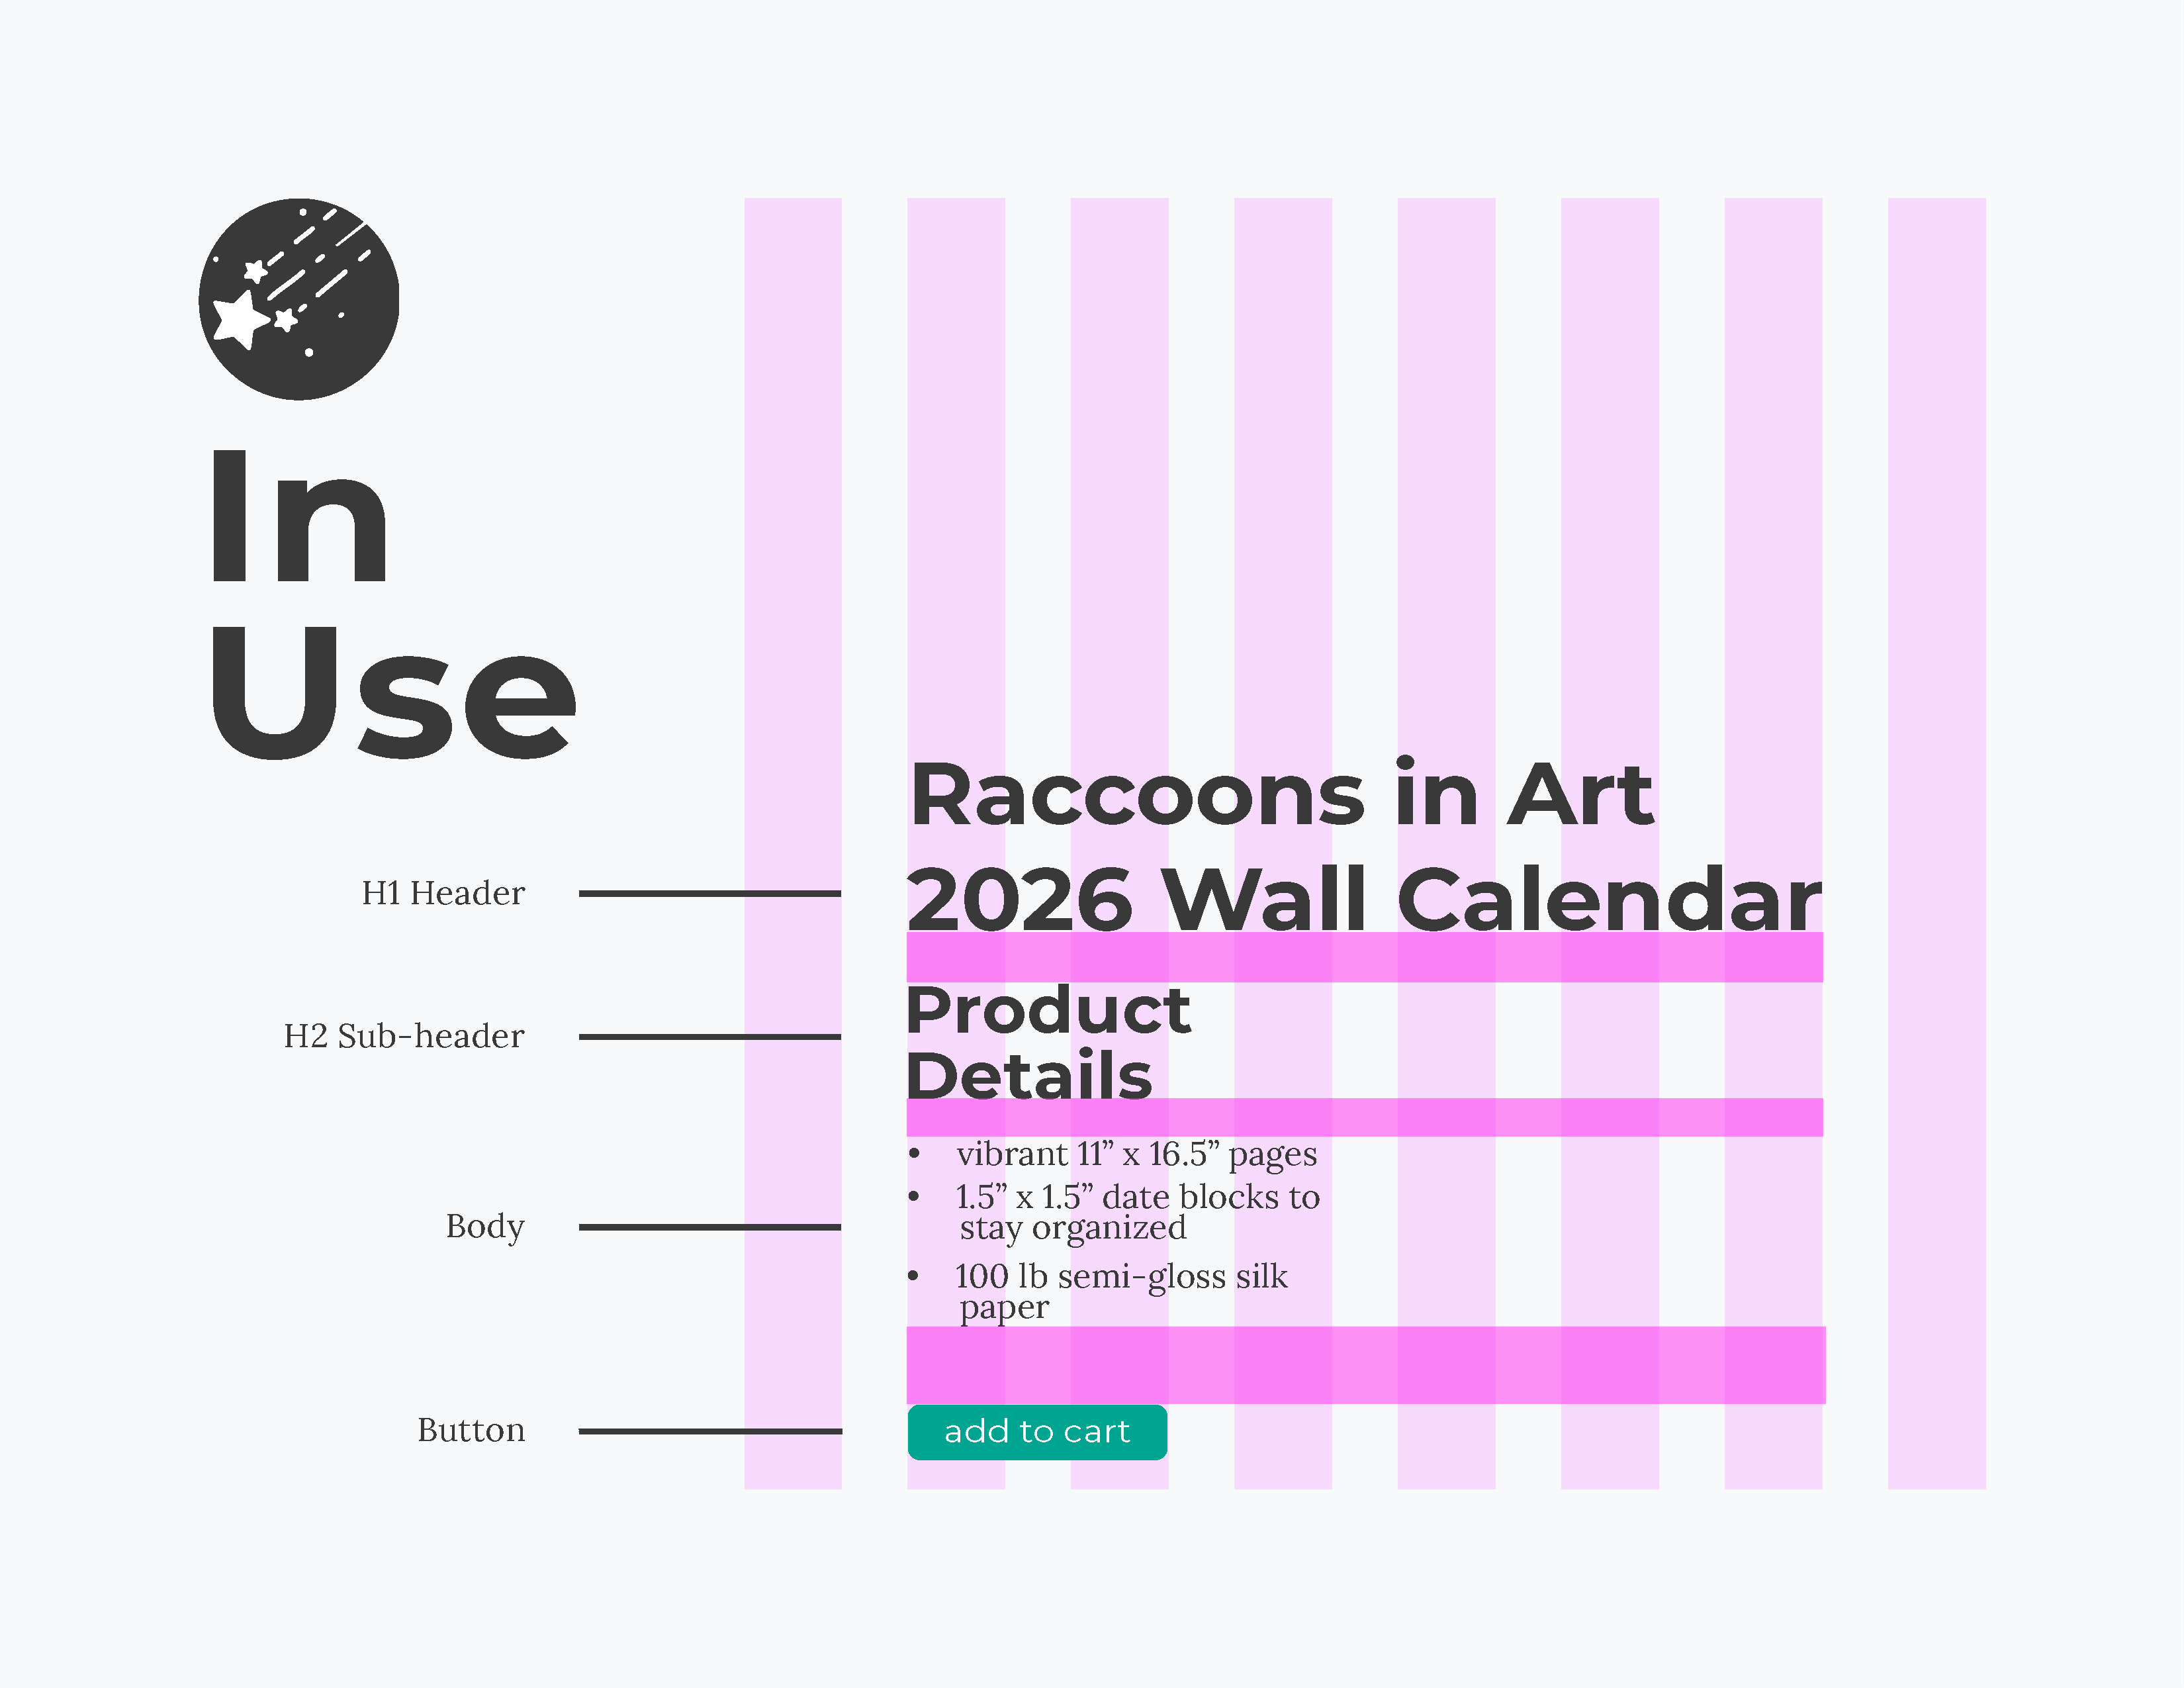 In
Use
Raccoons in Art
2026 Wall Calendar
H1 Header
Product
Details
H2 Sub-header
• vibrant 11” x 16.5” pages
• 1.5” x 1.5” date blocks to
stay organized
• 100 lb semi-gloss silk
paper
Body
add to cart
Button